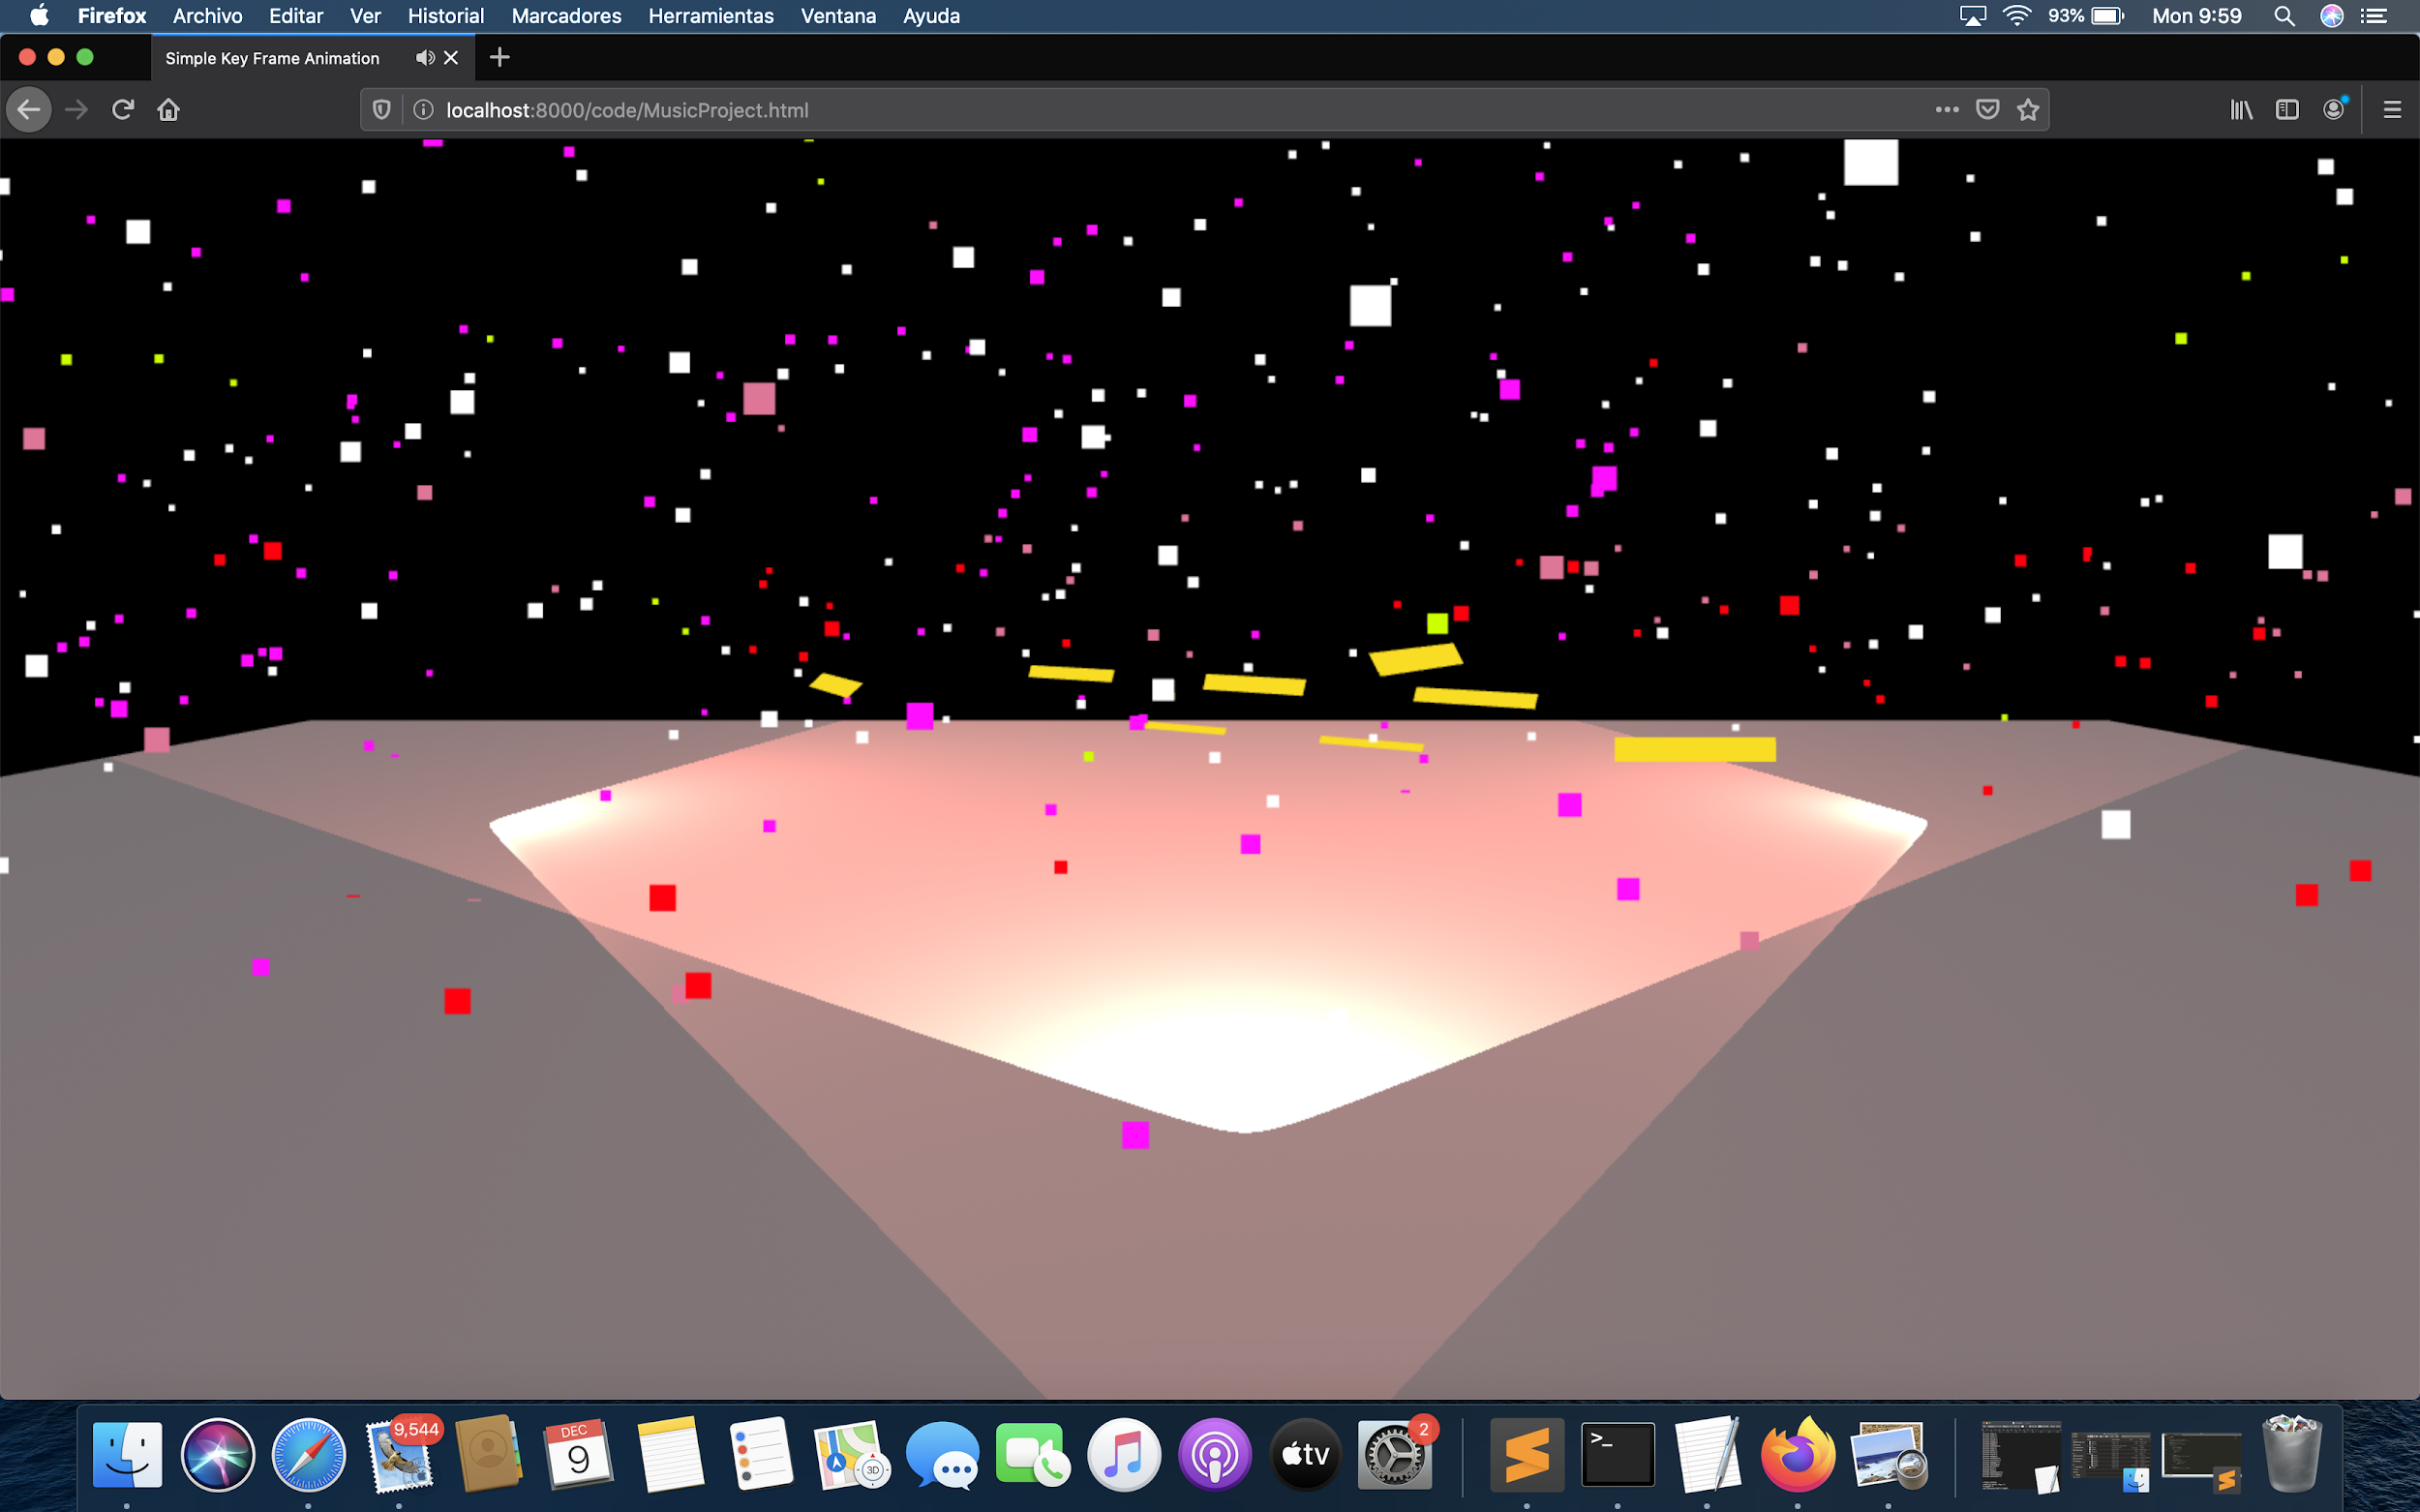 Firefox Archivo Editar Ver Historial Marcadores Herramientas Ventana Ayuda 93% Mon 9:59
Simple Key Frame Animation
localhost:8000/code/MusicProject.html
9,544
DEC
9
3D
tv
2
>_